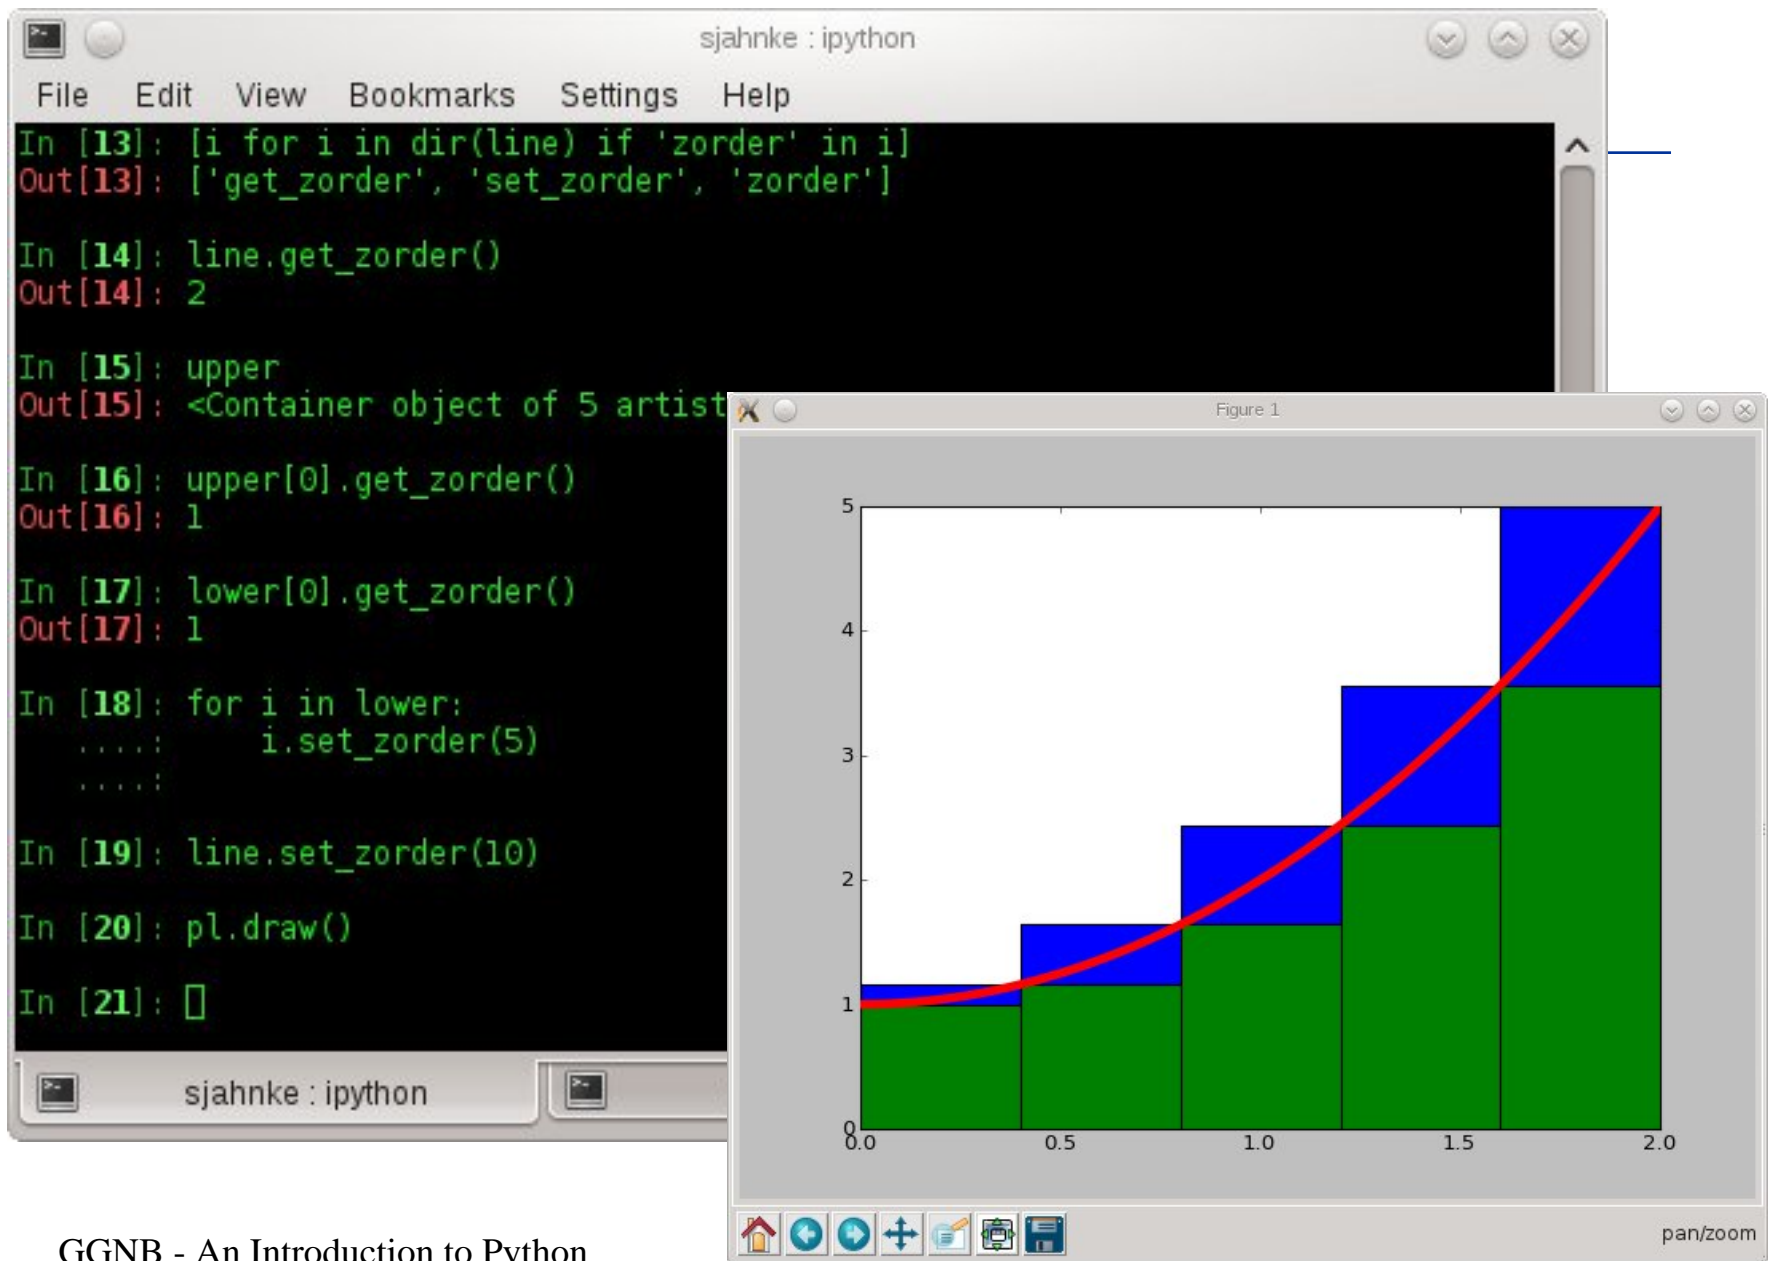 sjahnke : ipython
File Edit View Bookmarks Settings Help
In [13]: [i for i in dir(line) if 'zorder' in i]
Out[13]: ['get_zorder', 'set_zorder', 'zorder']
In [14]: line.get_zorder()
Out[14]: 2
In [15]: upper
Out[15]: <Container object of 5 artist
In [16]: upper[0].get_zorder()
Out[16]: 1
In [17]: lower[0].get_zorder()
Out[17]: 1
In [18]: for i in lower:
....: i.set_zorder(5)
....:
In [19]: line.set_zorder(10)
In [20]: pl.draw()
In [21]:
sjahnke : ipython
Figure 1
5
4
3
2
1
0
0.0 0.5 1.0 1.5 2.0
pan/zoom
GGNB - An Introduction to Python